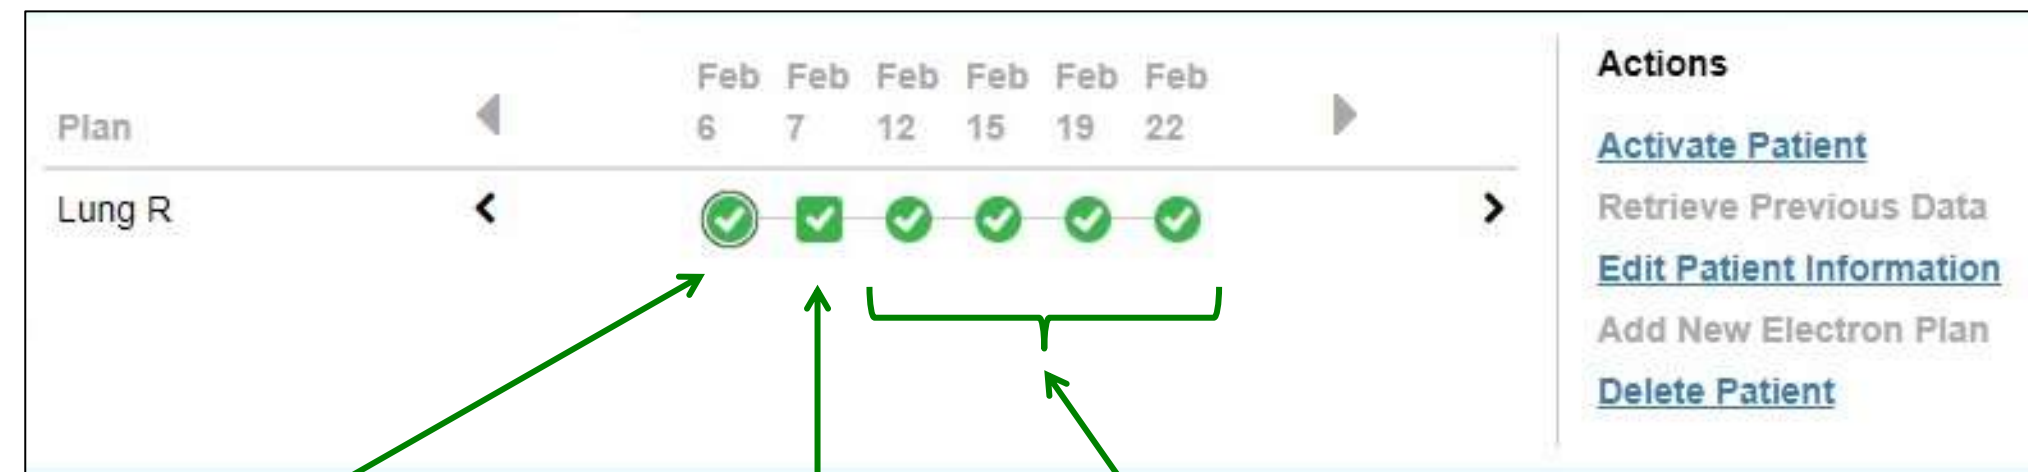 Plan
Feb Feb Feb Feb Feb Feb
6 7 12 15 19 22
Lung R
Actions
Activate Patient
Retrieve Previous Data
Edit Patient Information
Add New Electron Plan
Delete Patient